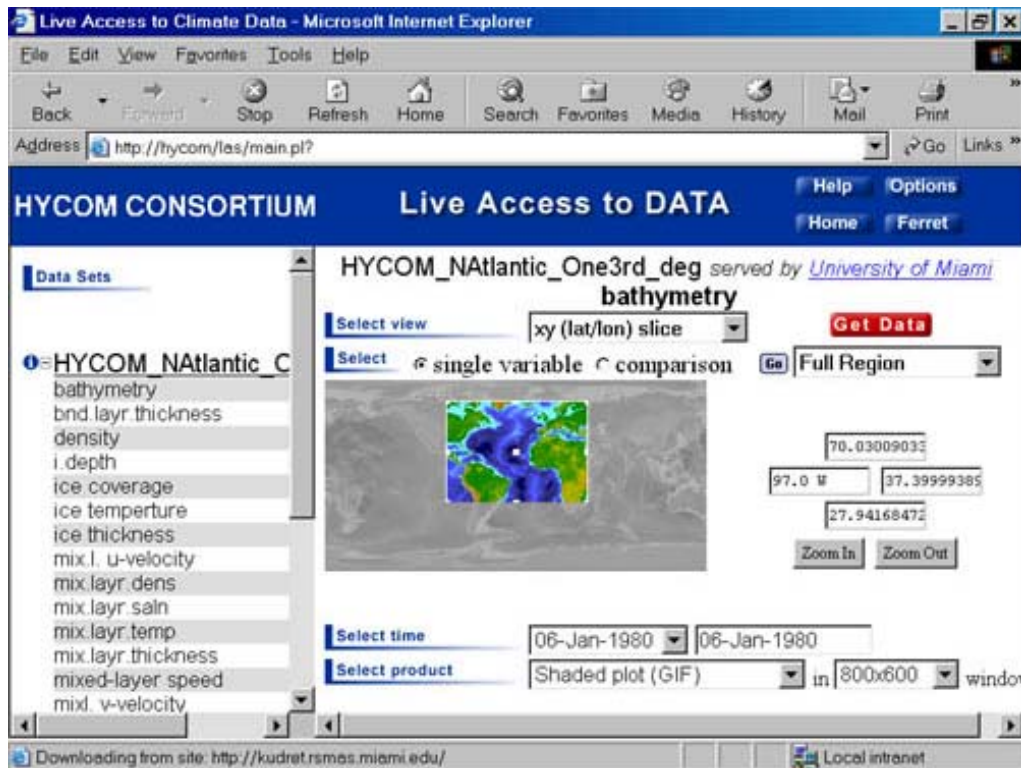 Live Access to Climate Data - Microsoft Internet Explorer
File Edit View Favorites Tools Help
Back Forward Stop Refresh Home Search Favorites Media History Mail Print
Address http://hycom/las/main.pl? Go Links
HYCOM CONSORTIUM
Live Access to DATA
Help Options
Home Ferret
Data Sets
HYCOM_NAtlantic_O
bathymetry
bnd.layr.thickness
density
i.depth
ice coverage
ice temperture
ice thickness
mix.l. u-velocity
mix.layr.dens
mix.layr.saln
mix.layr.temp
mix.layr.thickness
mixed-layer speed
mixl. v-velocity
HYCOM_NAtlantic_One3rd_deg served by University of Miami
bathymetry
Select view xy (lat/lon) slice Get Data
Select single variable comparison Go Full Region
70.03009033
97.0 W 37.39999389
27.94168472
Zoom In Zoom Out
Select time 06-Jan-1980 06-Jan-1980
Select product Shaded plot (GIF) in 800x600 windo
Downloading from site: http://kudret.rsmas.miami.edu/ Local intranet